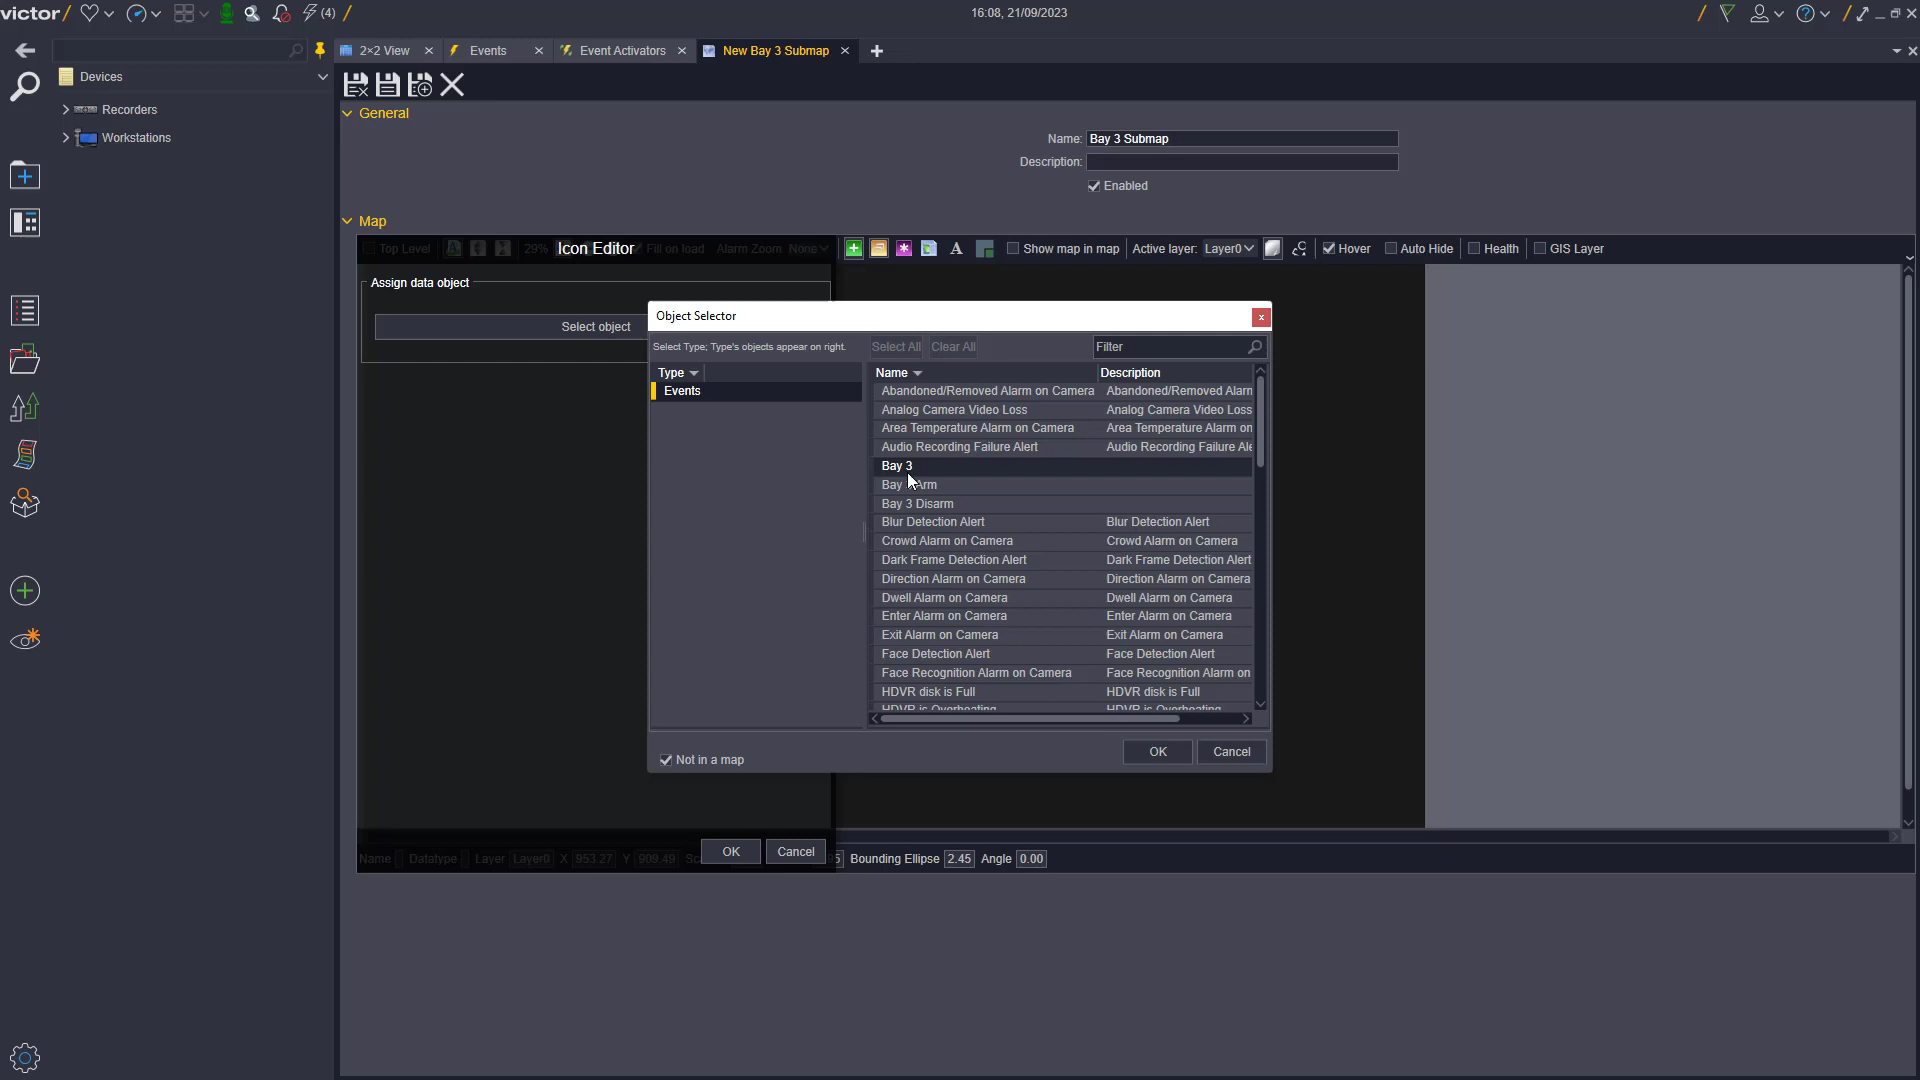 victor/
(4)
16:08, 21/09/2023
2×2 View
Events
Event Activators
New Bay 3 Submap
Devices
Recorders
Workstations
General
Name: Bay 3 Submap
Description:
Enabled
Map
Top Level
29%
Icon Editor
Fill on load
Alarm Zoom
None
Show map in map
Active layer: Layer0
Hover
Auto Hide
Health
GIS Layer
Assign data object
Select object
Object Selector
Select Type; Type's objects appear on right.
Select All
Clear All
Filter
Type
Name
Description
Events
Abandoned/Removed Alarm on Camera Abandoned/Removed Alarm
Analog Camera Video Loss Analog Camera Video Loss
Area Temperature Alarm on Camera Area Temperature Alarm on
Audio Recording Failure Alert Audio Recording Failure Ale
Bay 3
Bay Arm
Bay 3 Disarm
Blur Detection Alert Blur Detection Alert
Crowd Alarm on Camera Crowd Alarm on Camera
Dark Frame Detection Alert Dark Frame Detection Alert
Direction Alarm on Camera Direction Alarm on Camera
Dwell Alarm on Camera Dwell Alarm on Camera
Enter Alarm on Camera Enter Alarm on Camera
Exit Alarm on Camera Exit Alarm on Camera
Face Detection Alert Face Detection Alert
Face Recognition Alarm on Camera Face Recognition Alarm on
HDVR disk is Full HDVR disk is Full
HDVR is Overheating HDVR is Overheating
Not in a map
OK
Cancel
OK
Cancel
Name Datatype Layer Layer0 X 953.27 Y 909.49 Bounding Ellipse 2.45 Angle 0.00